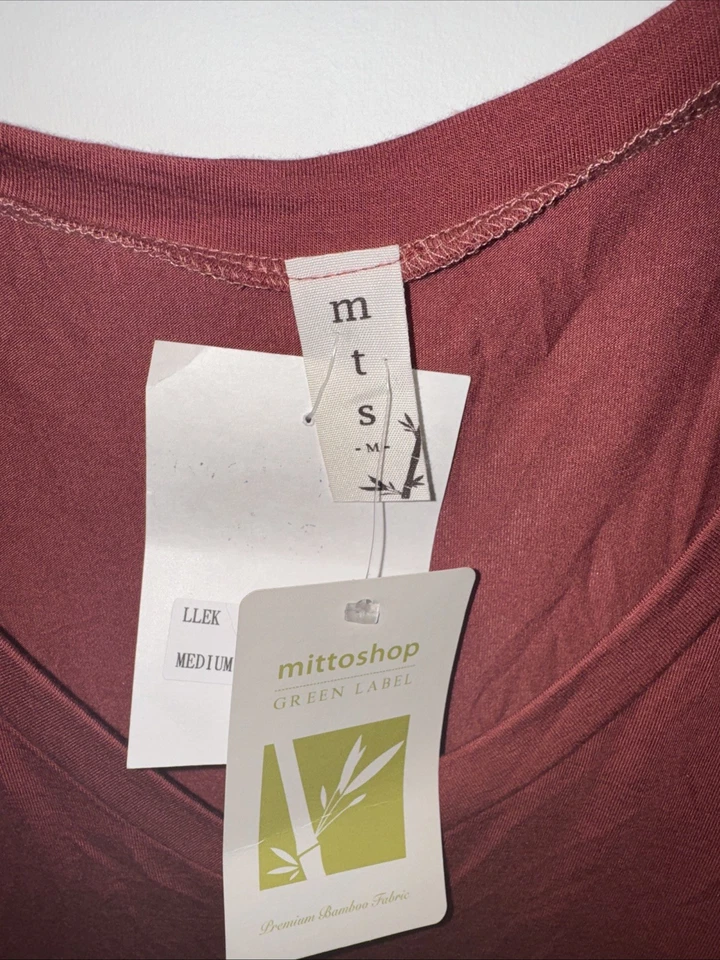 m
t
s
-M-
LLEK
MEDIUM
mittoshop
GREEN LABEL
Premium Bamboo Fabric